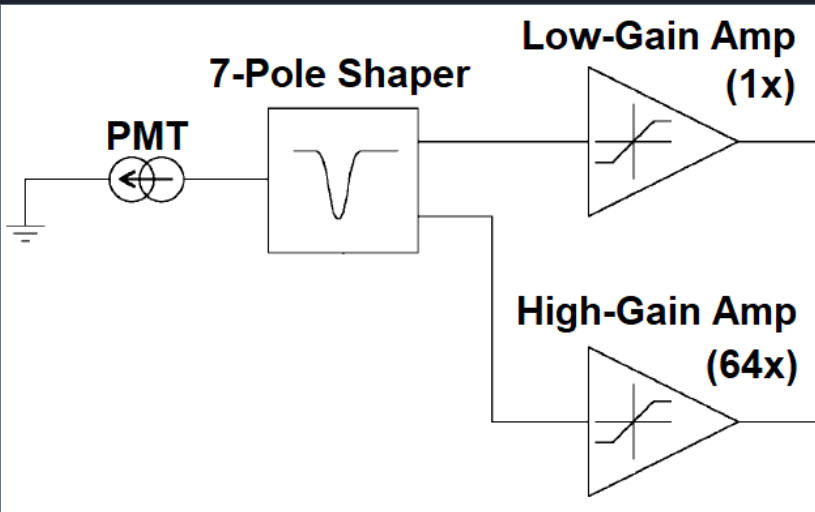 Low-Gain Amp
(1x)
7-Pole Shaper
PMT
High-Gain Amp
(64x)